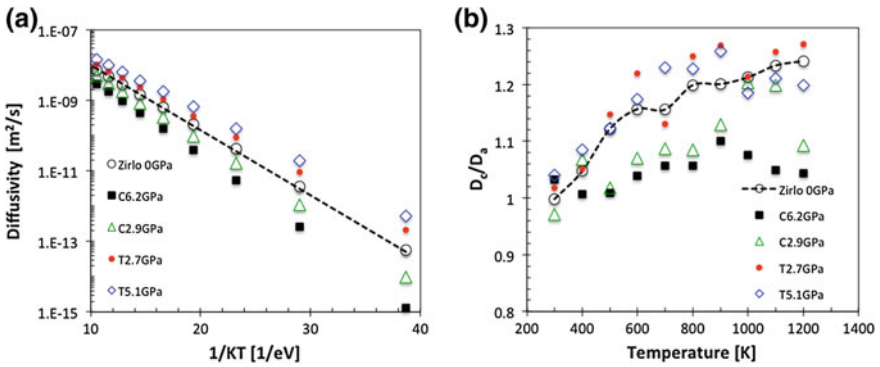 (a)
1.E-07
1.E-09
1.E-11
1.E-13
1.E-15
Diffusivity [m²/s]
Zirlo 0GPa
C6.2GPa
C2.9GPa
T2.7GPa
T5.1GPa
10 20 30 40
1/KT [1/eV]
(b)
1.3
1.2
1.1
1
0.9
0.8
Dc/Da
Zirlo 0GPa
C6.2GPa
C2.9GPa
T2.7GPa
T5.1GPa
200 400 600 800 1000 1200 1400
Temperature [K]